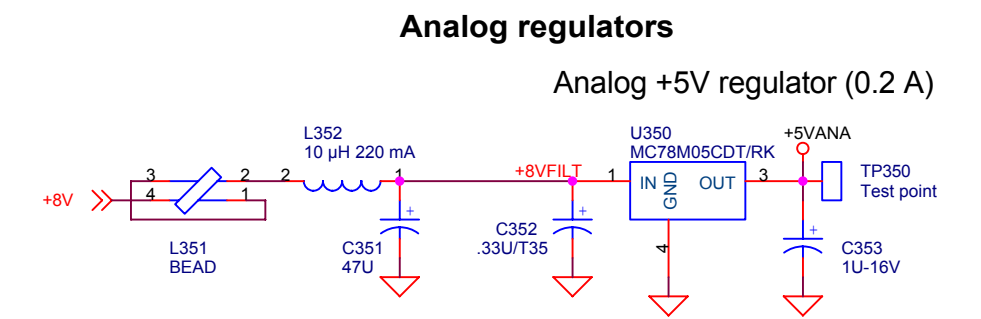 Analog regulators
Analog +5V regulator (0.2 A)
L352
10 µH 220 mA
U350
MC78M05CDT/RK
+5VANA
3
2
2
1
+8VFILT
1
IN
GND
OUT
3
TP350
Test point
+8V
4
1
+
+
+
L351
BEAD
C351
47U
C352
.33U/T35
4
C353
1U-16V